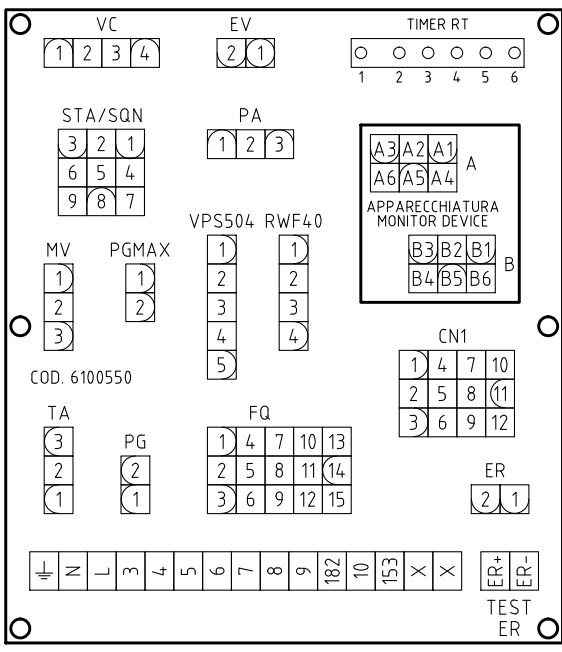 VC EV TIMER RT
1 2 3 4 2 1
1 2 3 4 5 6
STA/SQN PA
3 2 1
6 5 4
9 8 7
1 2 3
A3 A2 A1
A6 A5 A4
A
APPARECCHIATURA
MONITOR DEVICE
B3 B2 B1
B4 B5 B6
B
VPS504 RWF40
1 1
2 2
3 3
4 4
5
MV PGMAX
1 1
2 2
3
COD. 6100550
CN1
1 4 7 10
2 5 8 11
3 6 9 12
TA PG FQ
3
2 2
1 1
1 4 7 10 13
2 5 8 11 14
3 6 9 12 15
ER
2 1
N L 3 4 5 6 7 8 9 182 10 153 X X ER+ ER-
TEST
ER